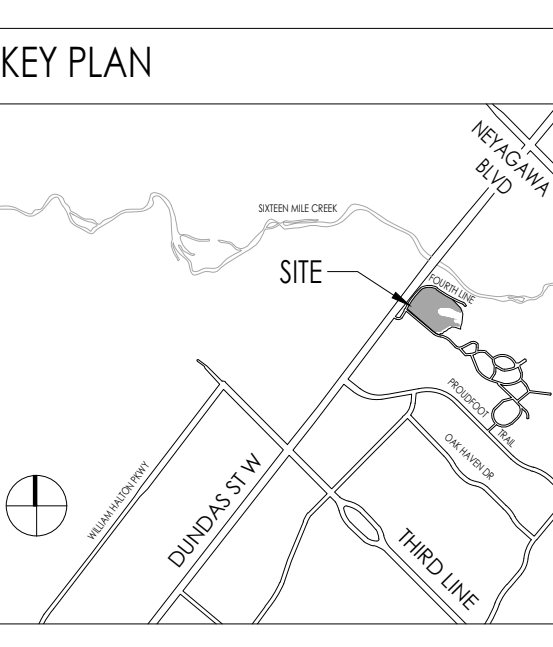 KEY PLAN
NEYAGAWA
BLVD
SIXTEEN MILE CREEK
SITE
FOURTH LINE
PROUDFOOT
TRAIL
OAK HAVEN DR
WILLIAM HALTON PKWY
DUNDAS ST W
THIRD LINE